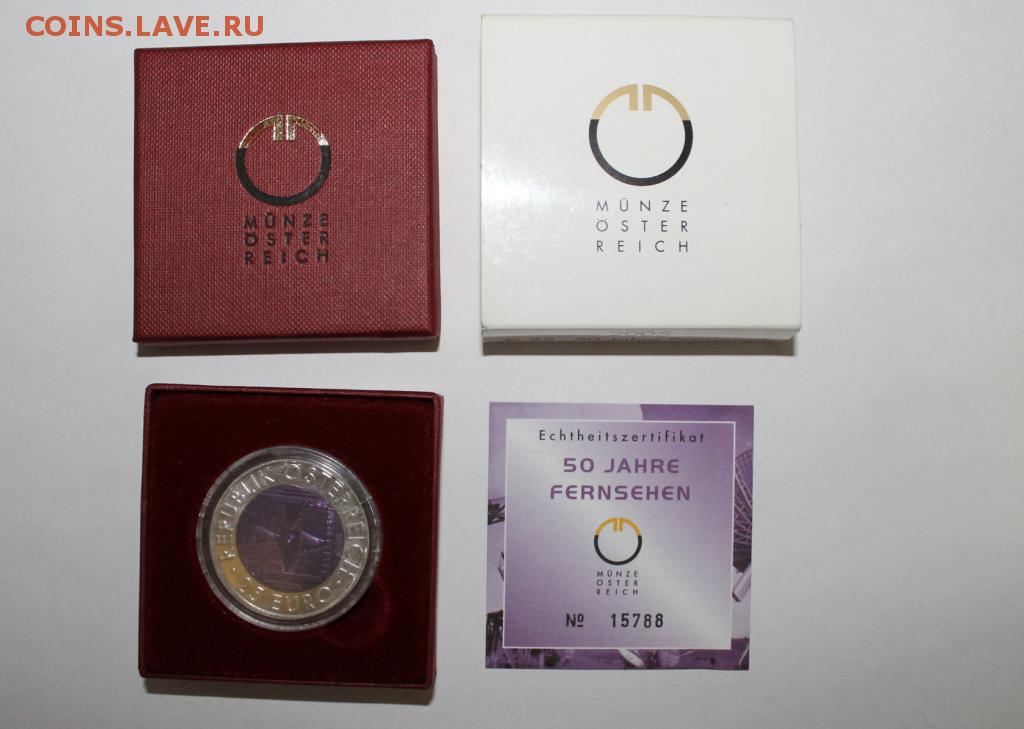 COINS.LAVE.RU
MÜNZE
ÖSTER
REICH
MÜNZE
ÖSTER
REICH
REPUBLIK ÖSTERREICH
25 EURO
Echtheitszertifikat
50 JAHRE
FERNSEHEN
MÜNZE
ÖSTER
REICH
№ 15788